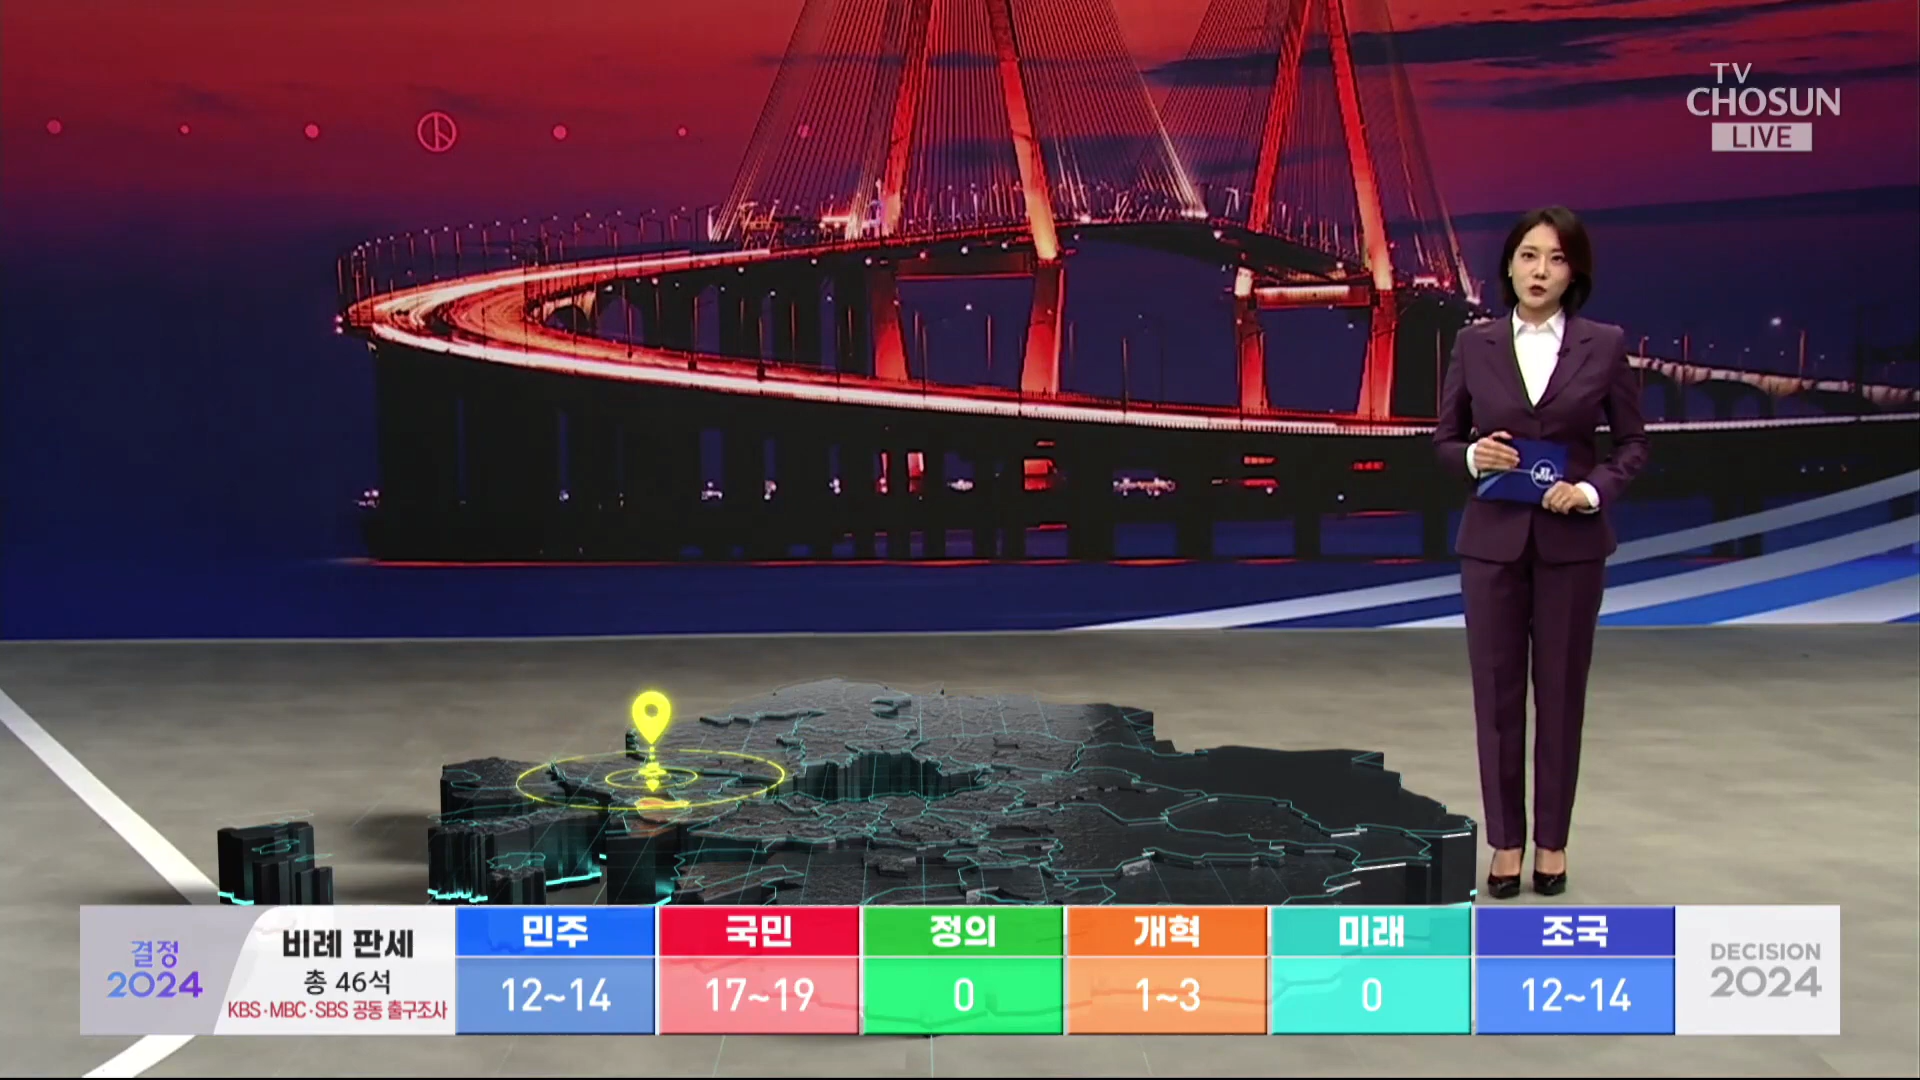 TV
CHOSUN
LIVE
결정
2024
비례 판세
총 46석
KBS·MBC·SBS 공동 출구조사
민주
12~14
국민
17~19
정의
0
개혁
1~3
미래
0
조국
12~14
DECISION
2024